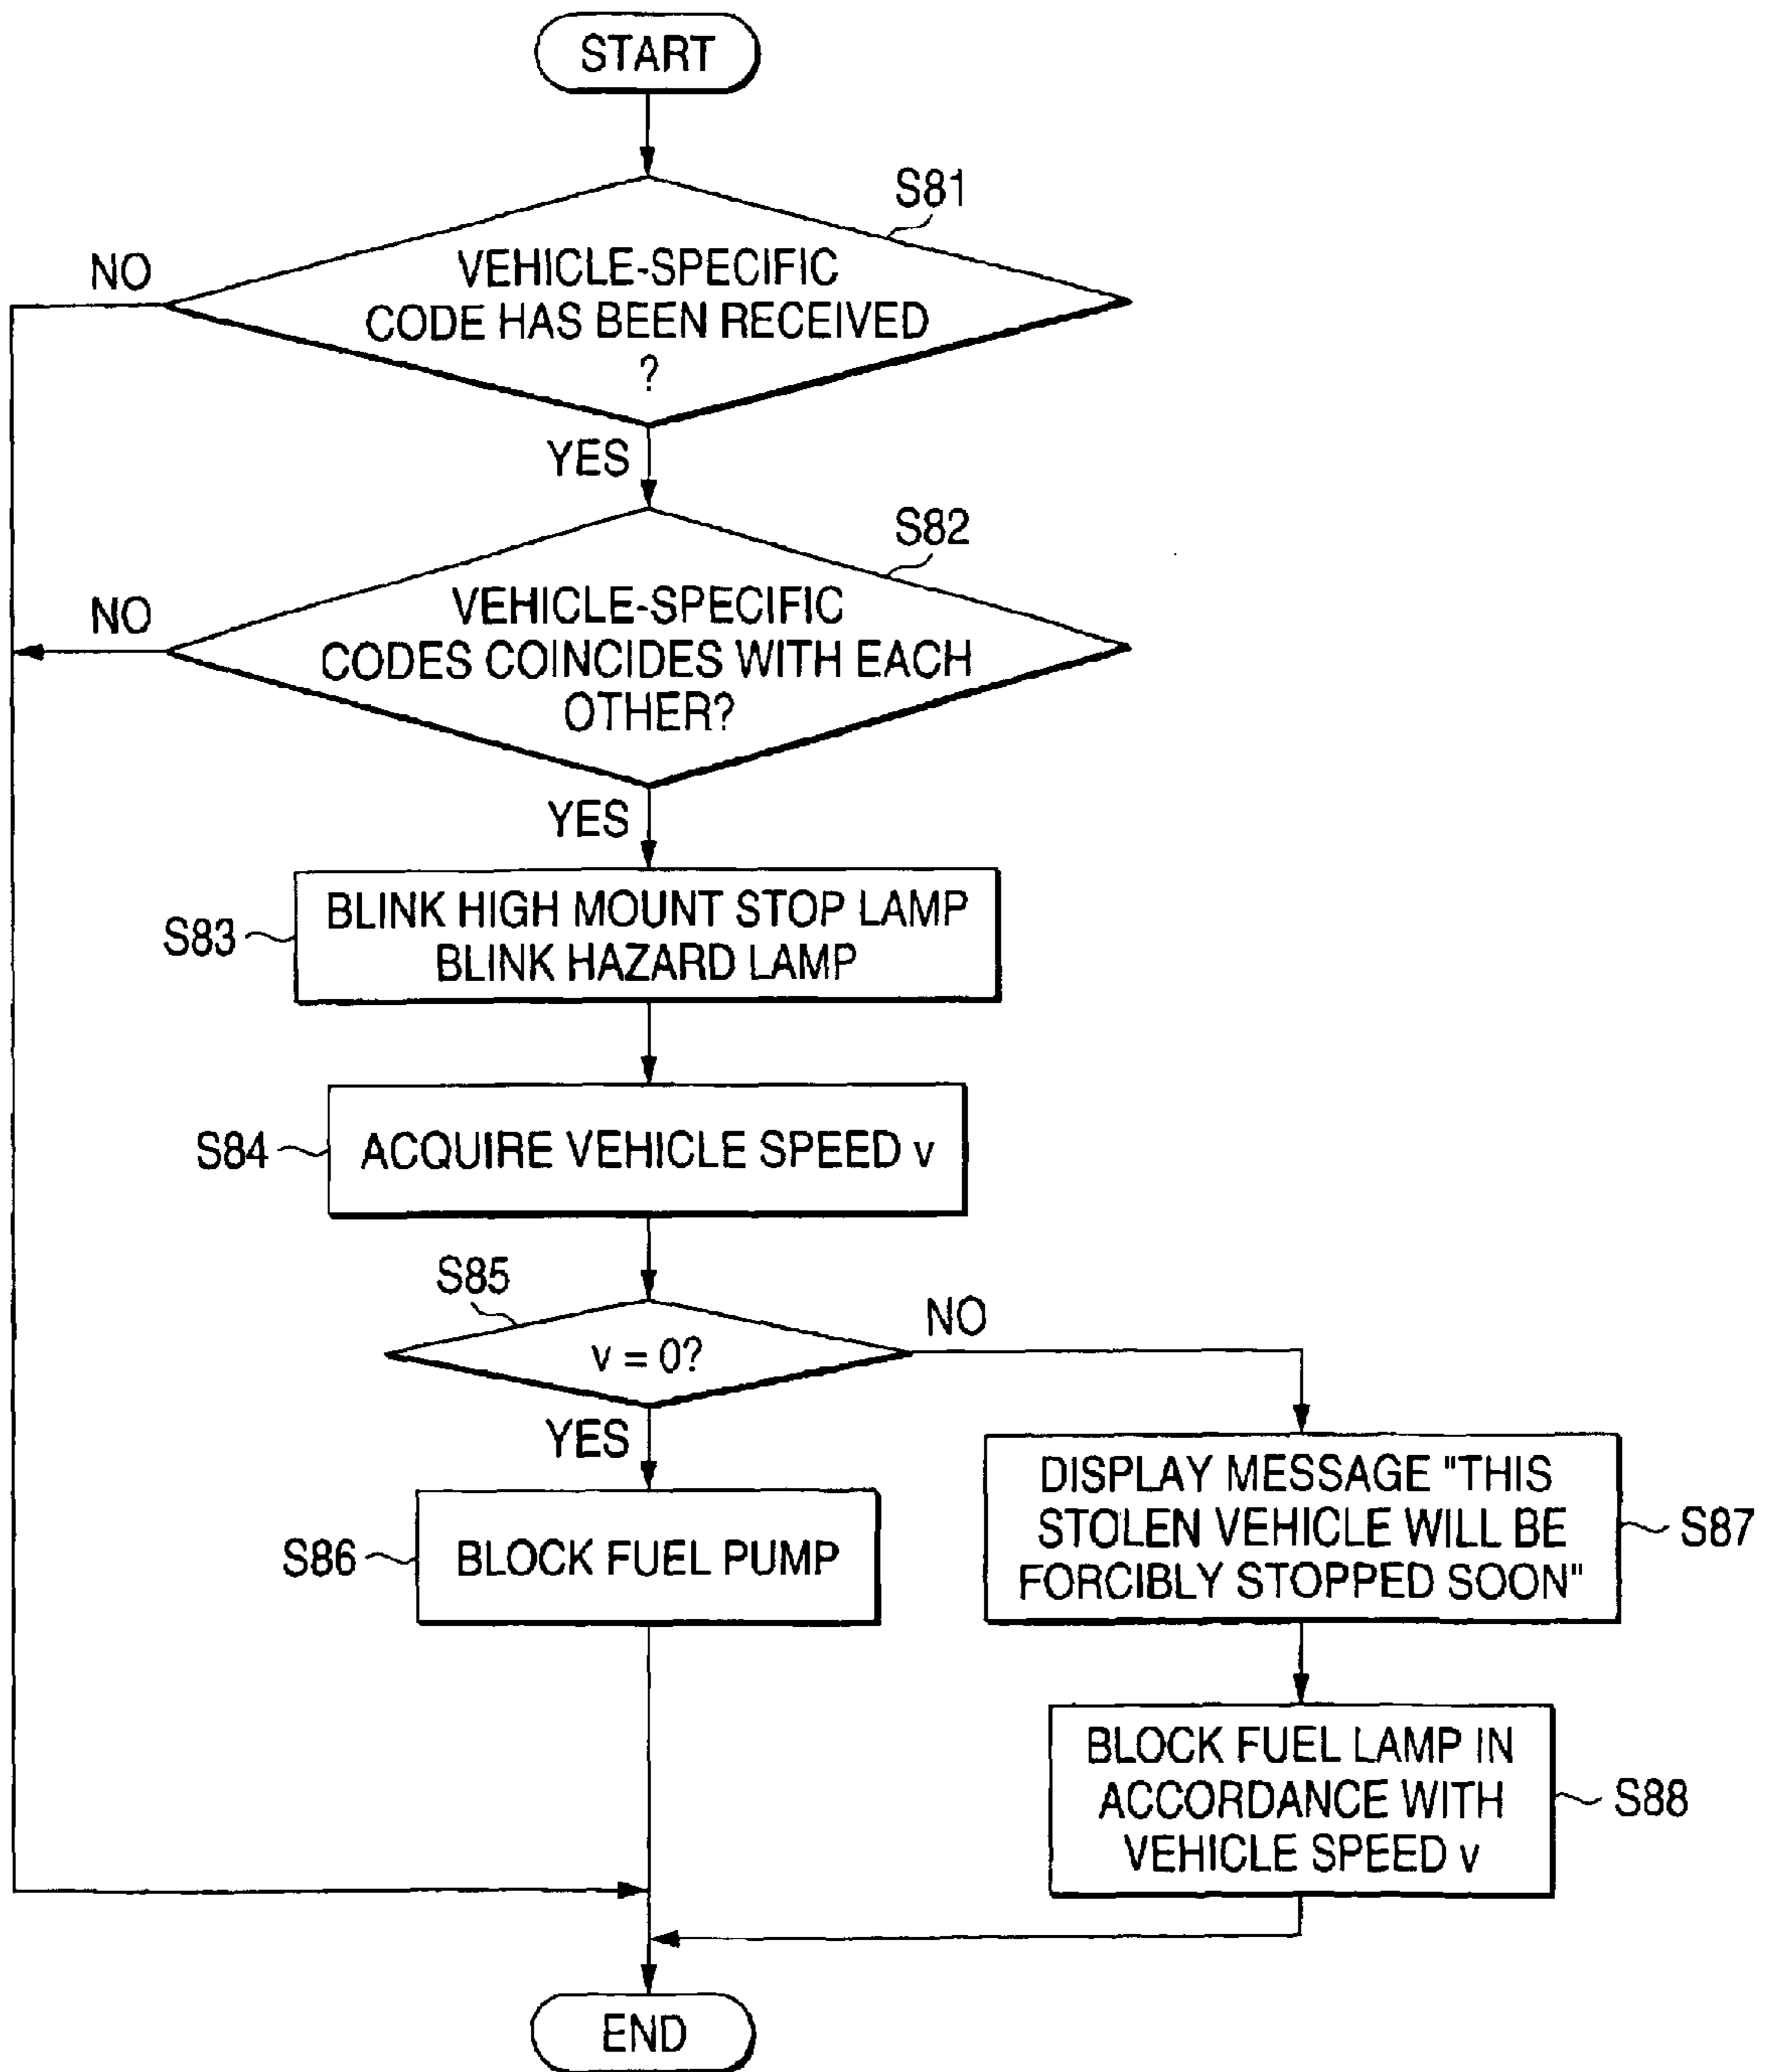 START
S81
NO
VEHICLE-SPECIFIC
CODE HAS BEEN RECEIVED
?
YES
S82
NO
VEHICLE-SPECIFIC
CODES COINCIDES WITH EACH
OTHER?
YES
S83
BLINK HIGH MOUNT STOP LAMP
BLINK HAZARD LAMP
S84
ACQUIRE VEHICLE SPEED v
S85
v = 0?
NO
YES
S86
BLOCK FUEL PUMP
DISPLAY MESSAGE "THIS
STOLEN VEHICLE WILL BE
FORCIBLY STOPPED SOON"
S87
BLOCK FUEL LAMP IN
ACCORDANCE WITH
VEHICLE SPEED v
S88
END